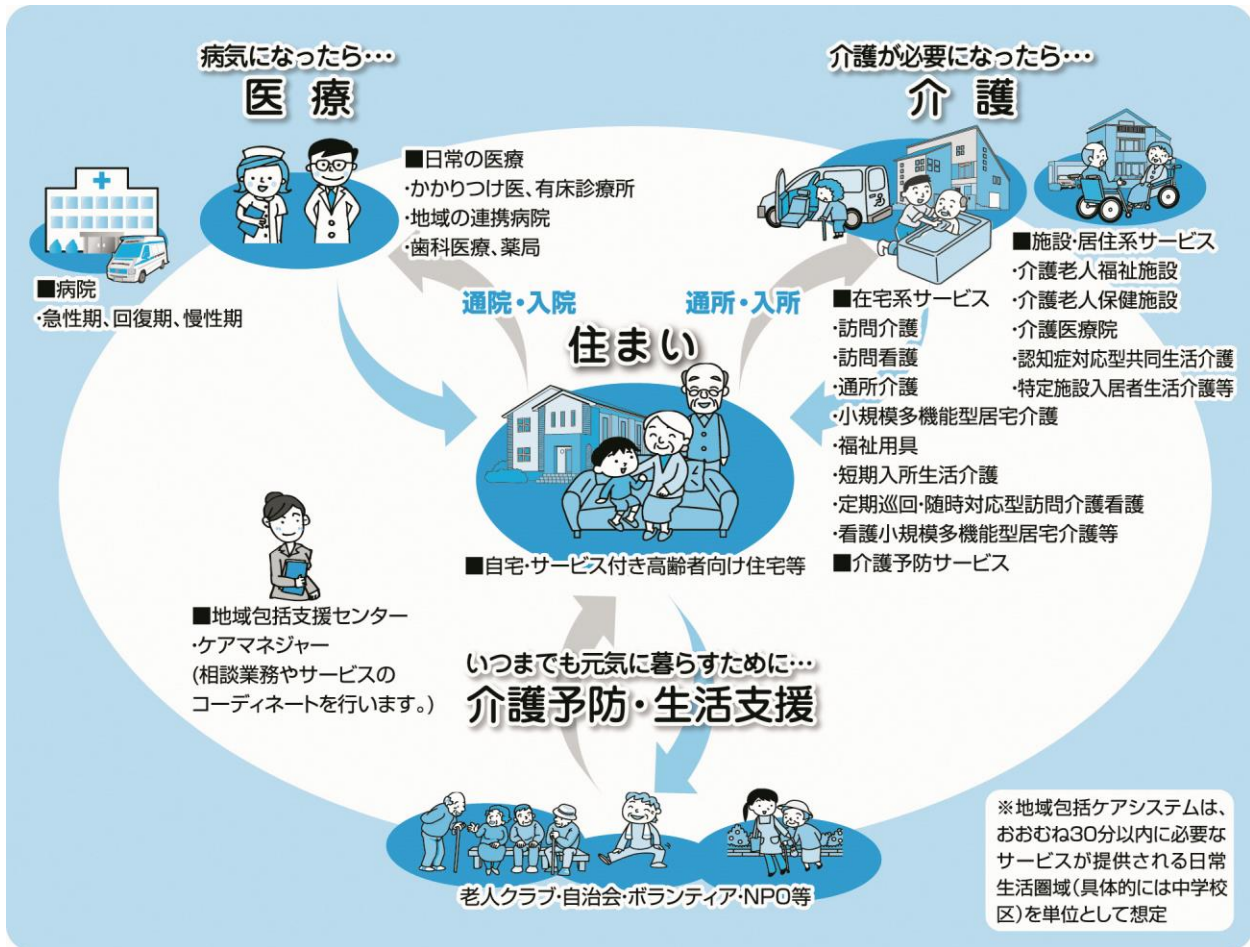 病気になったら…
医療
■日常の医療
・かかりつけ医、有床診療所
・地域の連携病院
・歯科医療、薬局
■病院
・急性期、回復期、慢性期
通院・入院
介護が必要になったら…
介護
■施設・居住系サービス
・介護老人福祉施設
・介護老人保健施設
・介護医療院
・認知症対応型共同生活介護
・特定施設入居者生活介護等
通所・入所
■在宅系サービス
・訪問介護
・訪問看護
・通所介護
・小規模多機能型居宅介護
・福祉用具
・短期入所生活介護
・定期巡回・随時対応型訪問介護看護
・看護小規模多機能型居宅介護等
■介護予防サービス
住まい
■自宅・サービス付き高齢者向け住宅等
■地域包括支援センター
・ケアマネジャー
(相談業務やサービスの
コーディネートを行います。)
いつまでも元気に暮らすために…
介護予防・生活支援
老人クラブ・自治会・ボランティア・NPO等
※地域包括ケアシステムは、
おおむね30分以内に必要な
サービスが提供される日常
生活圏域(具体的には中学校
区)を単位として想定